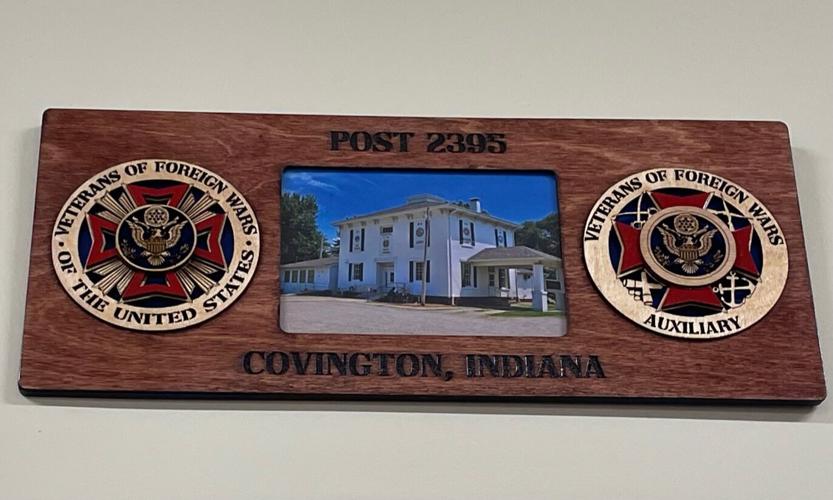 POST 2395
VETERANS OF FOREIGN WARS
OF THE UNITED STATES
VETERANS OF FOREIGN WARS
AUXILIARY
COVINGTON, INDIANA